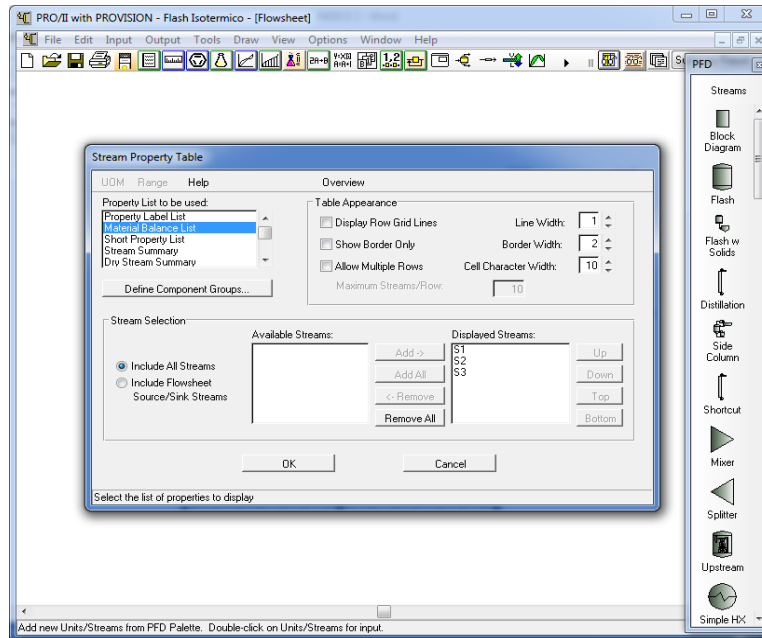 PRO/II with PROVISION - Flash Isotermico - [Flowsheet]
File Edit Input Output Tools Draw View Options Window Help
PFD
Streams
Block
Diagram
Flash
Flash w
Solids
Distillation
Side
Column
Shortcut
Mixer
Splitter
Upstream
Simple HX
Stream Property Table
UOM Range Help Overview
Property List to be used:
Property Label List
Material Balance List
Short Property List
Stream Summary
Dry Stream Summary
Define Component Groups...
Table Appearance
Display Row Grid Lines
Show Border Only
Allow Multiple Rows
Maximum Streams/Row: 10
Line Width: 1
Border Width: 2
Cell Character Width: 10
Stream Selection
Include All Streams
Include Flowsheet
Source/Sink Streams
Available Streams:
Add ->
Add All
<- Remove
Remove All
Displayed Streams:
S1
S2
S3
Up
Down
Top
Bottom
OK Cancel
Select the list of properties to display
Add new Units/Streams from PFD Palette. Double-click on Units/Streams for input.